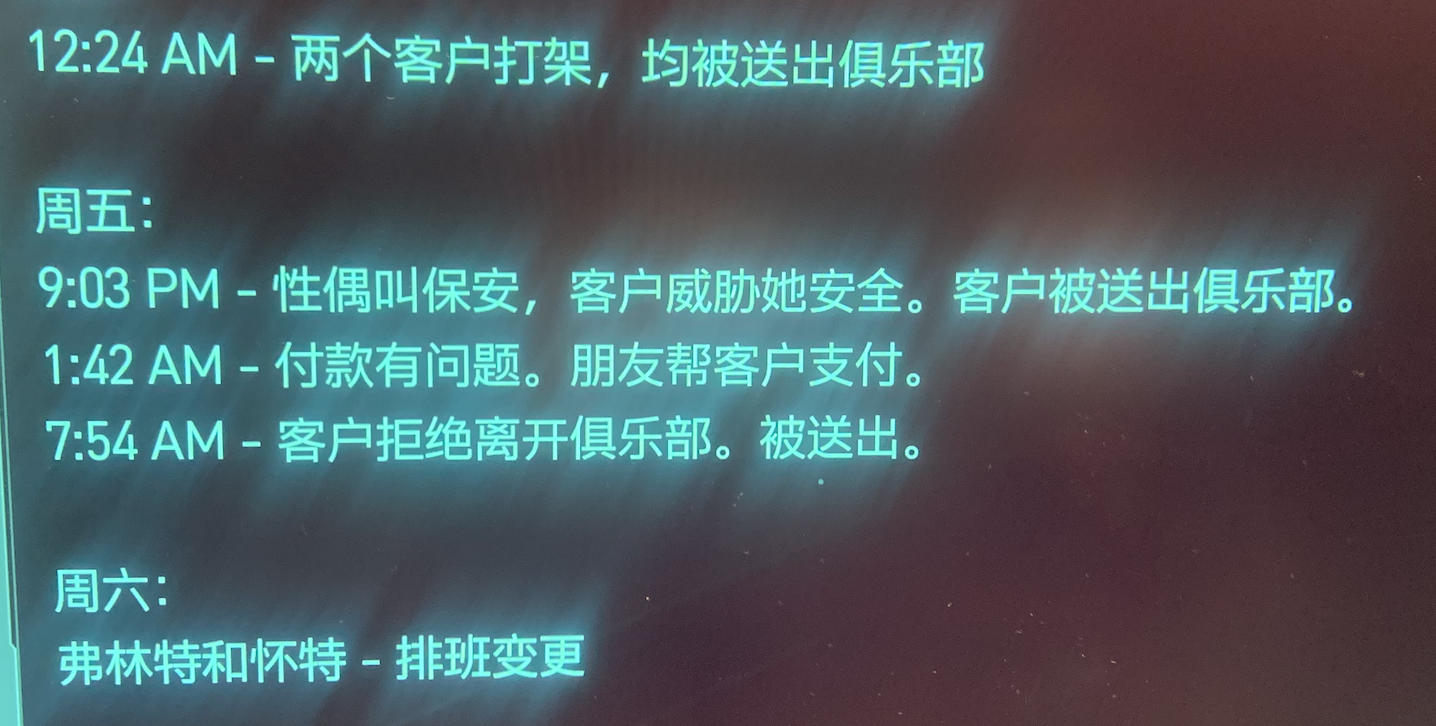 12:24 AM – 两个客户打架，均被送出俱乐部
周五：
9:03 PM – 性偶叫保安，客户威胁她安全。客户被送出俱乐部。
1:42 AM – 付款有问题。朋友帮客户支付。
7:54 AM – 客户拒绝离开俱乐部。被送出。
周六：
弗林特和怀特 – 排班变更